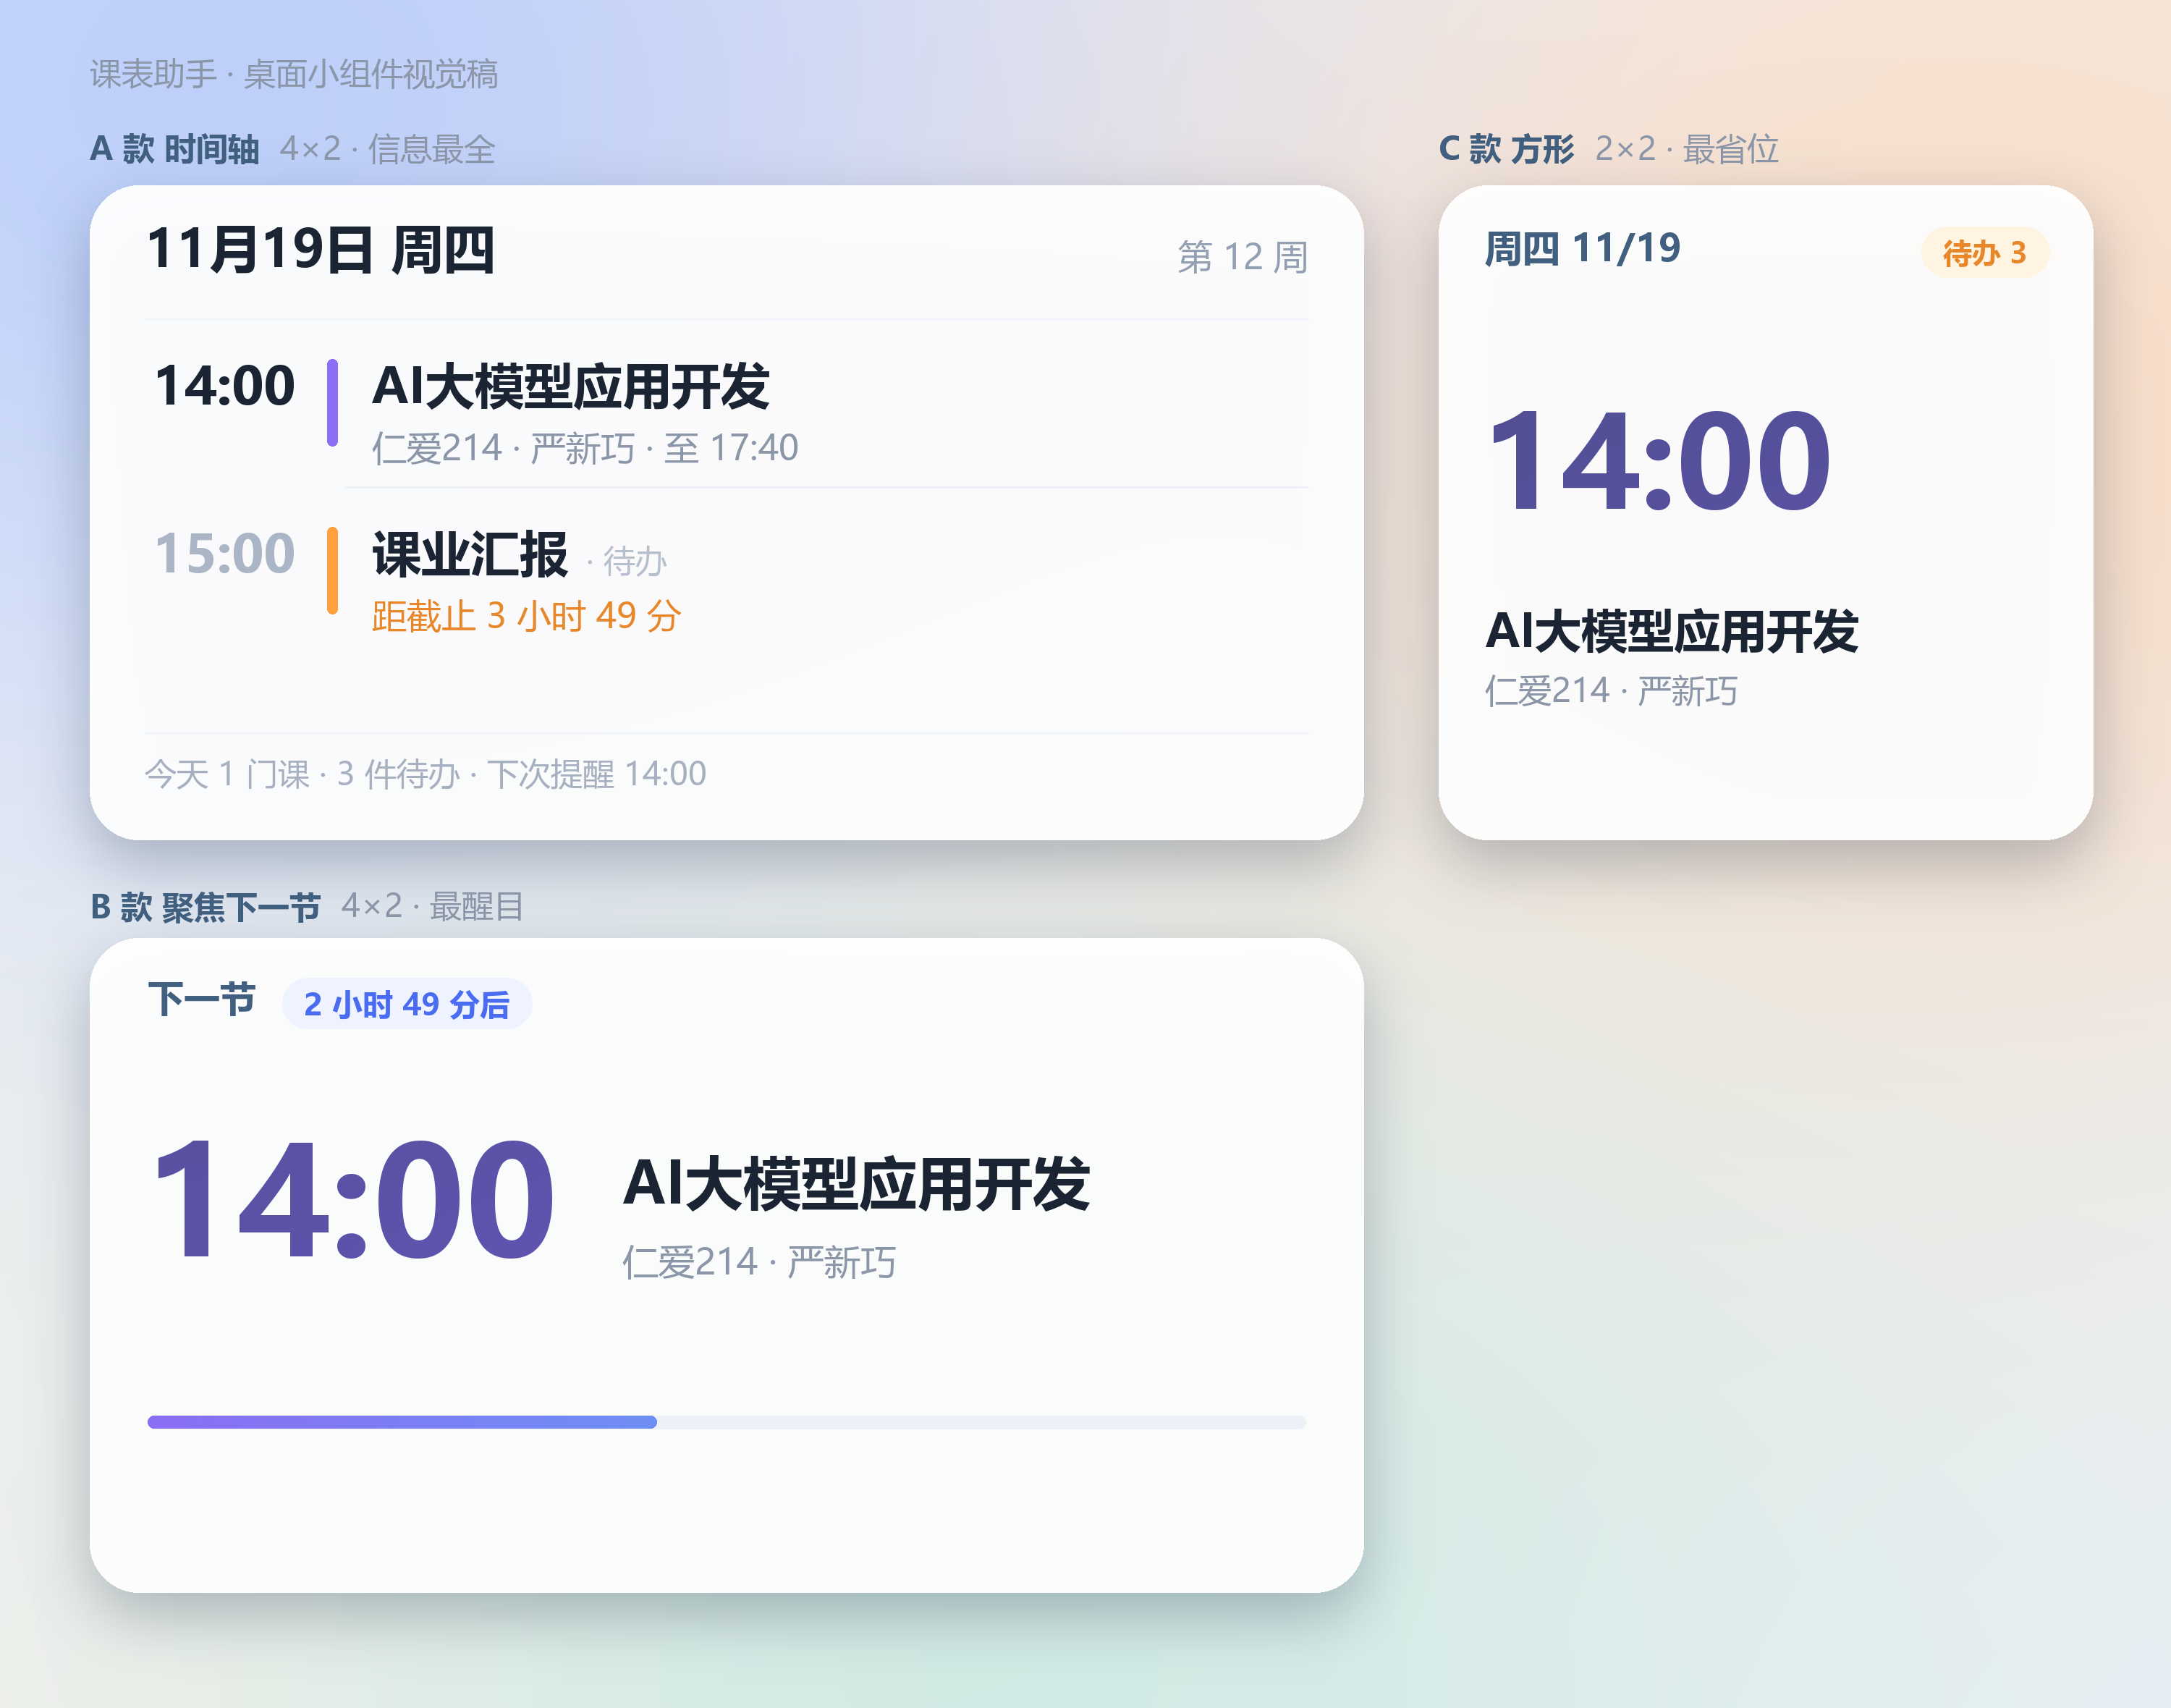 课表助手 · 桌面小组件视觉稿
A 款 时间轴 4×2 · 信息最全
11月19日 周四
第 12 周
14:00
AI大模型应用开发
仁爱214 · 严新巧 · 至 17:40
15:00
课业汇报 · 待办
距截止 3 小时 49 分
今天 1 门课 · 3 件待办 · 下次提醒 14:00
C 款 方形 2×2 · 最省位
周四 11/19
待办 3
14:00
AI大模型应用开发
仁爱214 · 严新巧
B 款 聚焦下一节 4×2 · 最醒目
下一节
2 小时 49 分后
14:00
AI大模型应用开发
仁爱214 · 严新巧